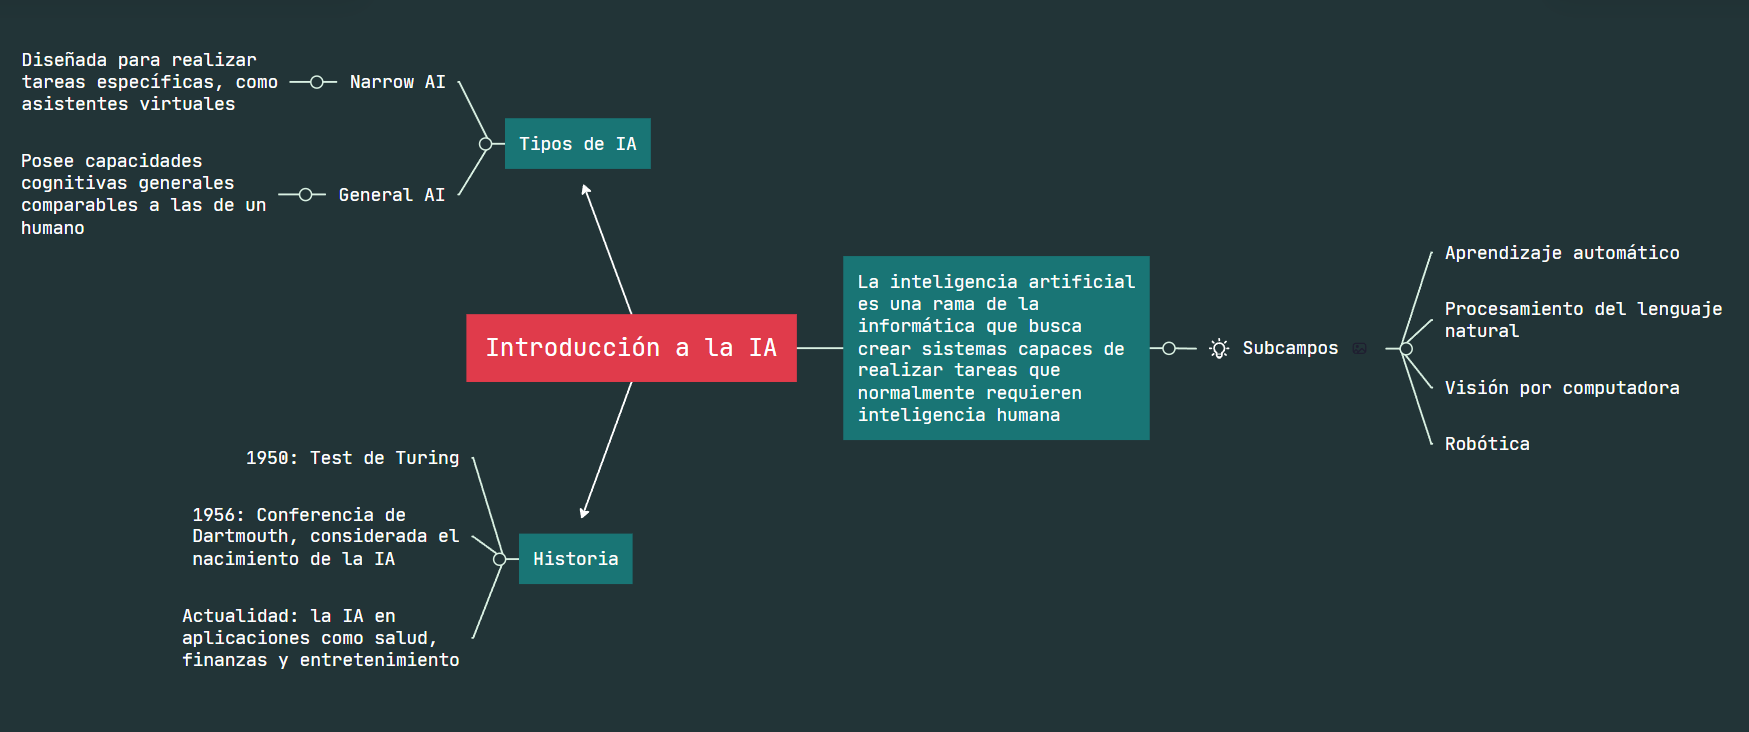 Diseñada para realizar
tareas específicas, como
asistentes virtuales
Narrow AI
Tipos de IA
Posee capacidades
cognitivas generales
comparables a las de un
humano
General AI
Introducción a la IA
La inteligencia artificial
es una rama de la
informática que busca
crear sistemas capaces de
realizar tareas que
normalmente requieren
inteligencia humana
Subcampos
Aprendizaje automático
Procesamiento del lenguaje
natural
Visión por computadora
Robótica
1950: Test de Turing
1956: Conferencia de
Dartmouth, considerada el
nacimiento de la IA
Historia
Actualidad: la IA en
aplicaciones como salud,
finanzas y entretenimiento